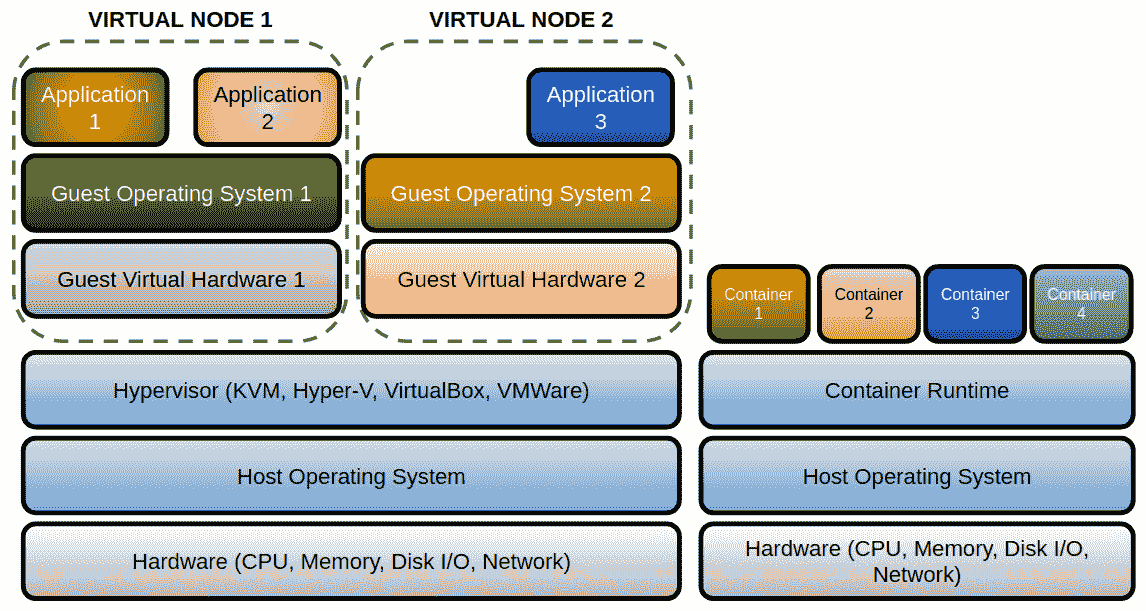 VIRTUAL NODE 1
VIRTUAL NODE 2
Application
1
Application
2
Application
3
Guest Operating System 1
Guest Operating System 2
Guest Virtual Hardware 1
Guest Virtual Hardware 2
Container
1
Container
2
Container
3
Container
4
Hypervisor (KVM, Hyper-V, VirtualBox, VMWare)
Container Runtime
Host Operating System
Host Operating System
Hardware (CPU, Memory, Disk I/O, Network)
Hardware (CPU, Memory, Disk I/O,
Network)